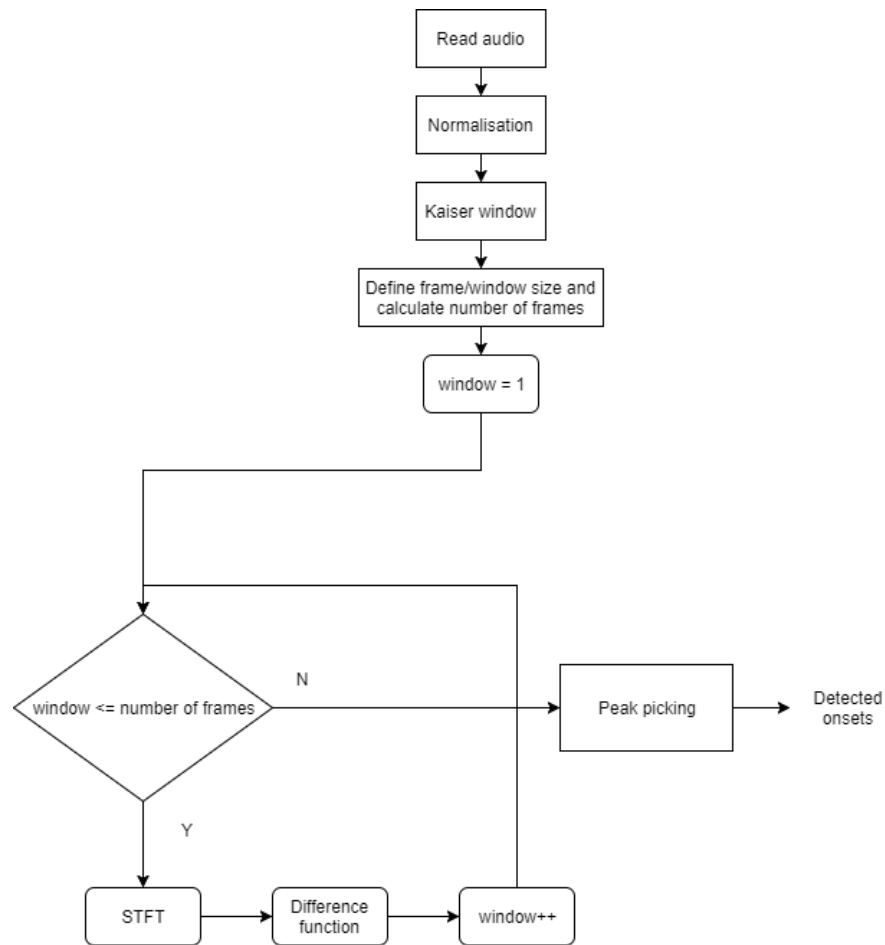 Read audio
Normalisation
Kaiser window
Define frame/window size and
calculate number of frames
window = 1
window <= number of frames
N
Peak picking
Detected
onsets
Y
STFT
Difference
function
window++